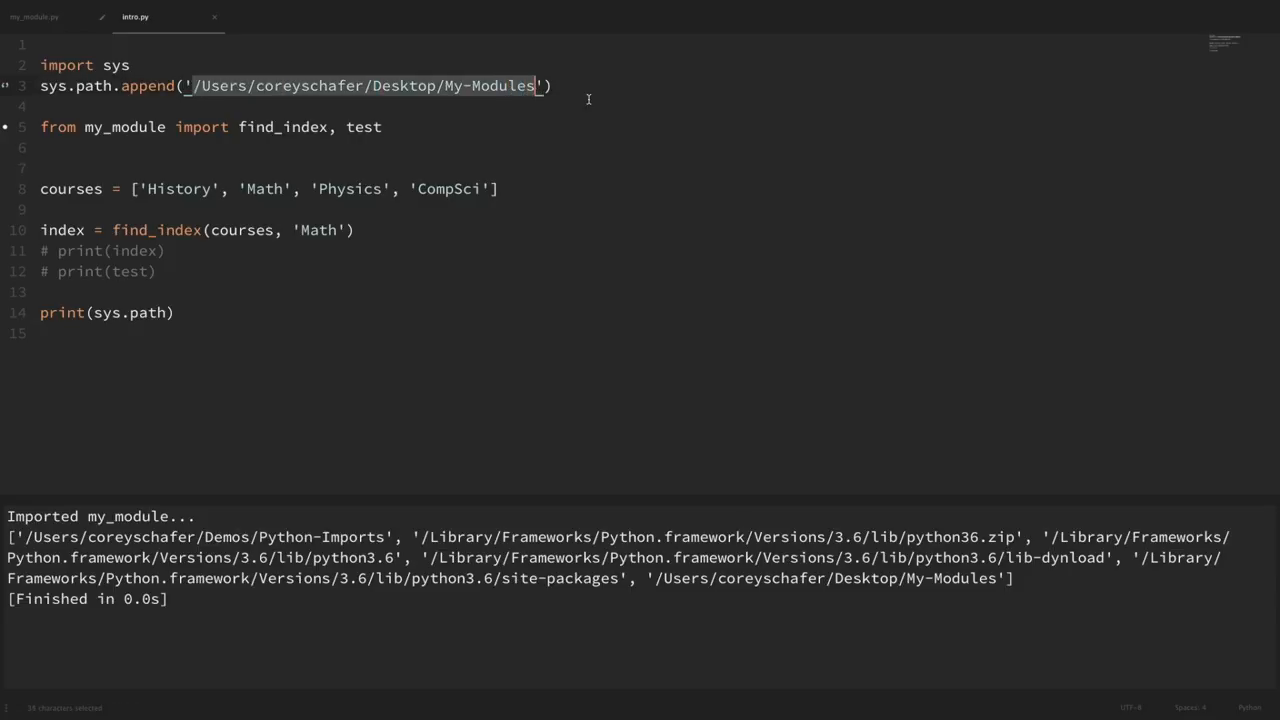 my_module.py
intro.py ×
1
2 import sys
3 sys.path.append('/Users/coreyschafer/Desktop/My-Modules')
4
5 from my_module import find_index, test
6
7
8 courses = ['History', 'Math', 'Physics', 'CompSci']
9
10 index = find_index(courses, 'Math')
11 # print(index)
12 # print(test)
13
14 print(sys.path)
15
Imported my_module...
['/Users/coreyschafer/Demos/Python-Imports', '/Library/Frameworks/Python.framework/Versions/3.6/lib/python36.zip', '/Library/Frameworks/
Python.framework/Versions/3.6/lib/python3.6', '/Library/Frameworks/Python.framework/Versions/3.6/lib/python3.6/lib-dynload', '/Library/
Frameworks/Python.framework/Versions/3.6/lib/python3.6/site-packages', '/Users/coreyschafer/Desktop/My-Modules']
[Finished in 0.0s]
38 characters selected UTF-8 Spaces: 4 Python